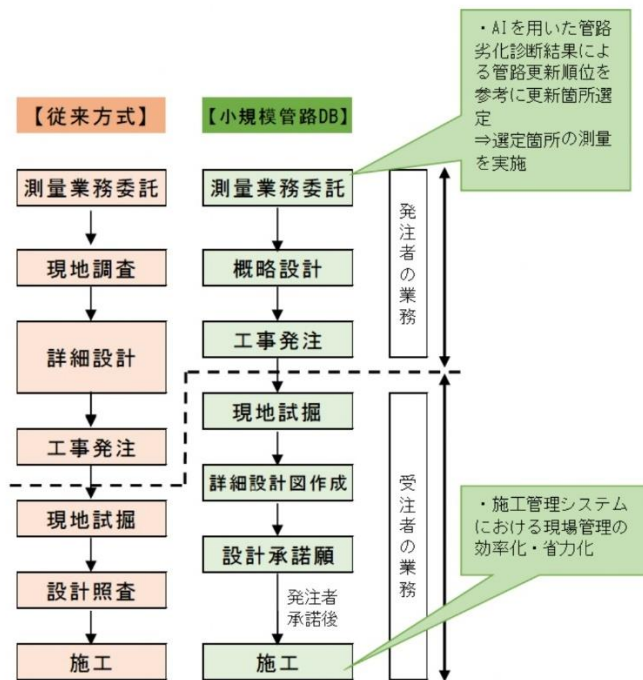 ・AIを用いた管路
劣化診断結果によ
る管路更新順位を
参考に更新箇所選
定
⇒選定箇所の測量
を実施
【従来方式】
測量業務委託
現地調査
詳細設計
工事発注
現地試掘
設計照査
施工
【小規模管路DB】
測量業務委託
概略設計
工事発注
現地試掘
詳細設計図作成
設計承諾願
発注者
承諾後
施工
発注者の業務
受注者の業務
・施工管理システム
における現場管理の
効率化・省力化